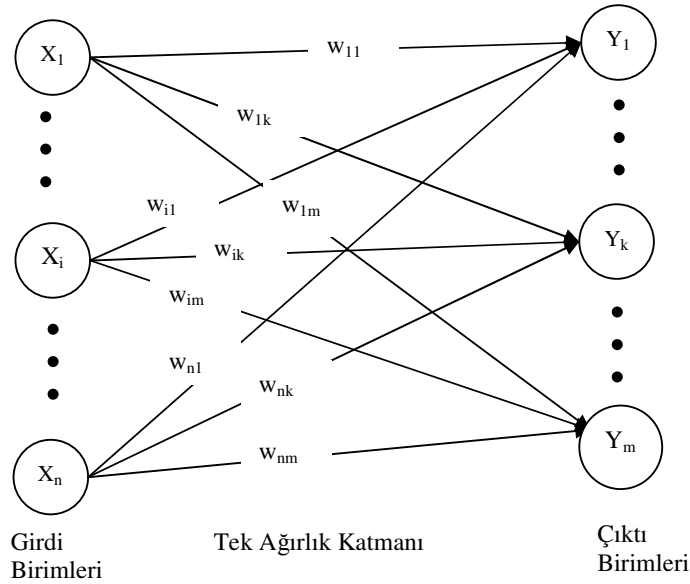 X1
w11
Y1
w1k
wi1
w1m
Xi
wik
Yk
wim
wn1
wnk
Xn
wnm
Ym
Girdi
Birimleri
Tek Ağırlık Katmanı
Çıktı
Birimleri